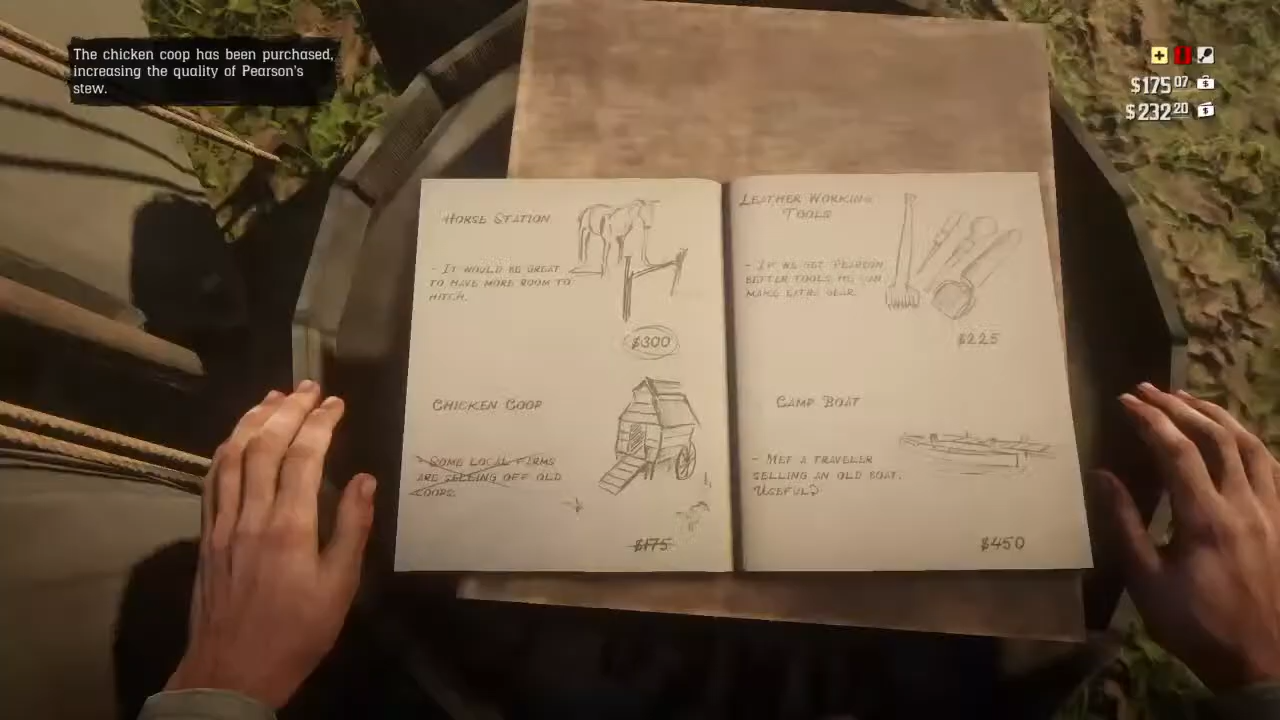 The chicken coop has been purchased,
increasing the quality of Pearson's
stew.
$175 07
$232 20
HORSE STATION
- IT WOULD BE GREAT
TO HAVE MORE ROOM TO
HITCH.
$300
CHICKEN COOP
- SOME LOCAL FARMS
ARE SELLING OFF OLD
COOPS.
$175
LEATHER WORKING
TOOLS
- IF WE GET PEARSON
BETTER TOOLS HE CAN
MAKE EXTRA GEAR.
$225
CAMP BOAT
- MET A TRAVELER
SELLING AN OLD BOAT.
USEFUL?
$450